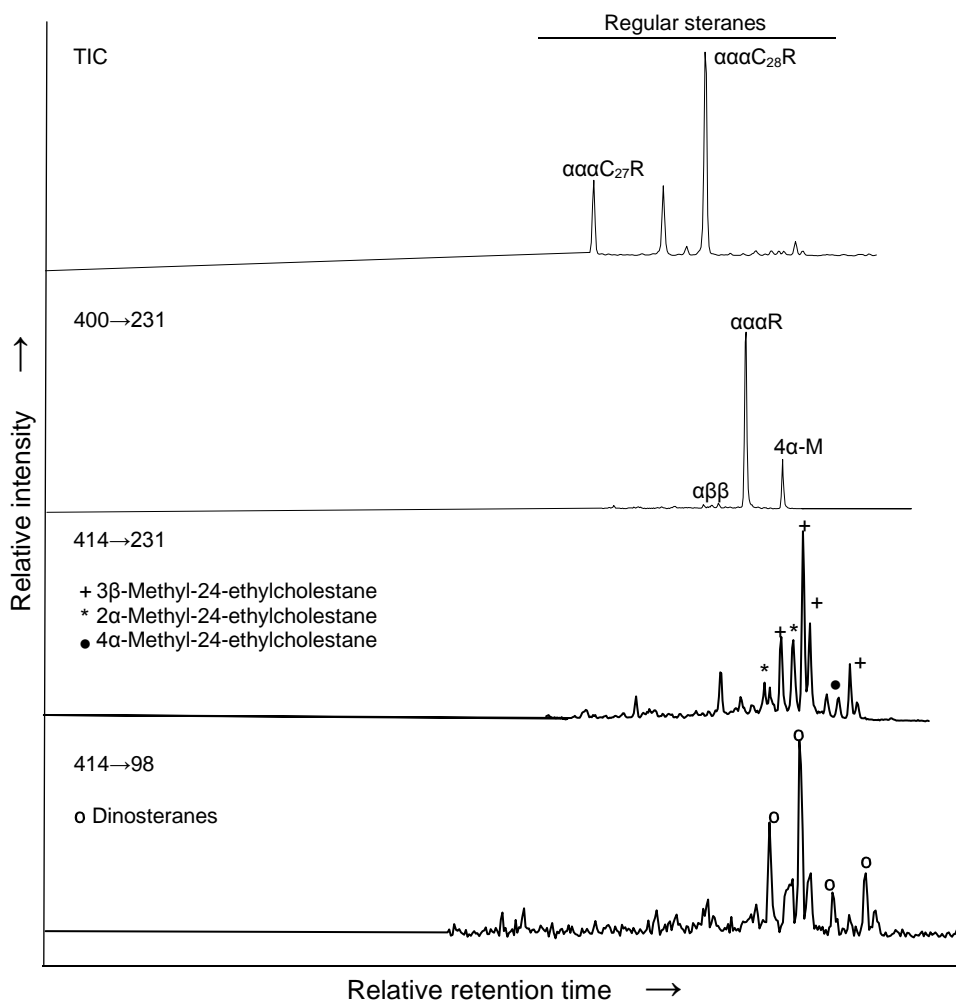 Regular steranes
TIC
αααC₂₈R
αααC₂₇R
400→231
αααR
4α-M
αββ
414→231
+
+ 3β-Methyl-24-ethylcholestane
+
* 2α-Methyl-24-ethylcholestane
+ *
● 4α-Methyl-24-ethylcholestane
* ● +
414→98
o
o Dinosteranes
o
o o
Relative intensity →
Relative retention time →